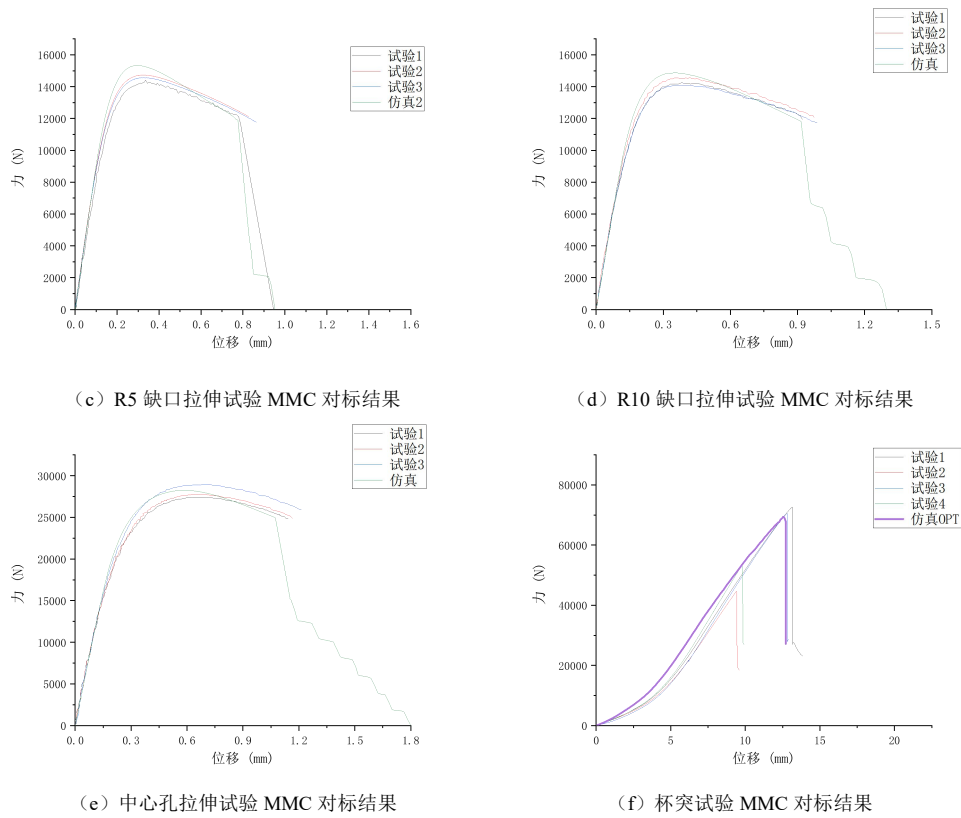 试验1
试验2
试验3
仿真2
力 (N)
16000
14000
12000
10000
8000
6000
4000
2000
0
0.0 0.2 0.4 0.6 0.8 1.0 1.2 1.4 1.6
位移 (mm)
(c) R5 缺口拉伸试验 MMC 对标结果
试验1
试验2
试验3
仿真
力 (N)
16000
14000
12000
10000
8000
6000
4000
2000
0
0.0 0.3 0.6 0.9 1.2 1.5
位移 (mm)
(d) R10 缺口拉伸试验 MMC 对标结果
试验1
试验2
试验3
仿真
力 (N)
30000
25000
20000
15000
10000
5000
0
0.0 0.3 0.6 0.9 1.2 1.5 1.8
位移 (mm)
(e) 中心孔拉伸试验 MMC 对标结果
试验1
试验2
试验3
试验4
仿真OPT
力 (N)
80000
60000
40000
20000
0
0 5 10 15 20
位移 (mm)
(f) 杯突试验 MMC 对标结果